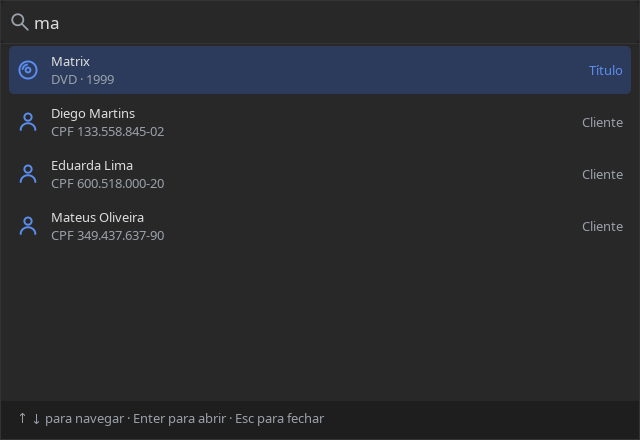 ma
Matrix
DVD · 1999
Título
Diego Martins
CPF 133.558.845-02
Cliente
Eduarda Lima
CPF 600.518.000-20
Cliente
Mateus Oliveira
CPF 349.437.637-90
Cliente
↑ ↓ para navegar · Enter para abrir · Esc para fechar